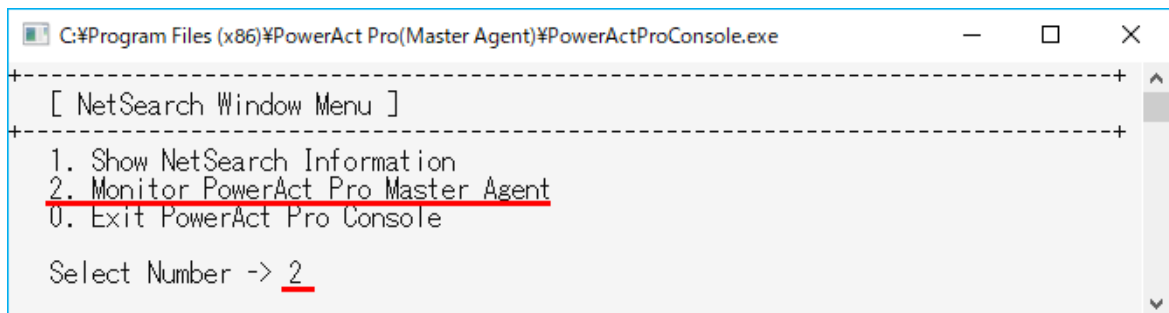 C:¥Program Files (x86)¥PowerAct Pro(Master Agent)¥PowerActProConsole.exe
+------------------------------------------------------------------------------+
[ NetSearch Window Menu ]
+------------------------------------------------------------------------------+
1. Show NetSearch Information
2. Monitor PowerAct Pro Master Agent
0. Exit PowerAct Pro Console
Select Number -> 2